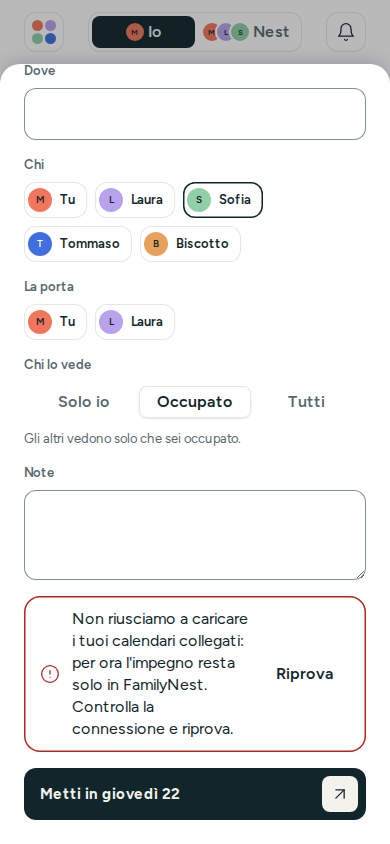 M Io M L S Nest
Dove
Chi
M Tu L Laura S Sofia
T Tommaso B Biscotto
La porta
M Tu L Laura
Chi lo vede
Solo io Occupato Tutti
Gli altri vedono solo che sei occupato.
Note
Non riusciamo a caricare
i tuoi calendari collegati:
per ora l'impegno resta
solo in FamilyNest.
Controlla la
connessione e riprova.
Riprova
Metti in giovedì 22